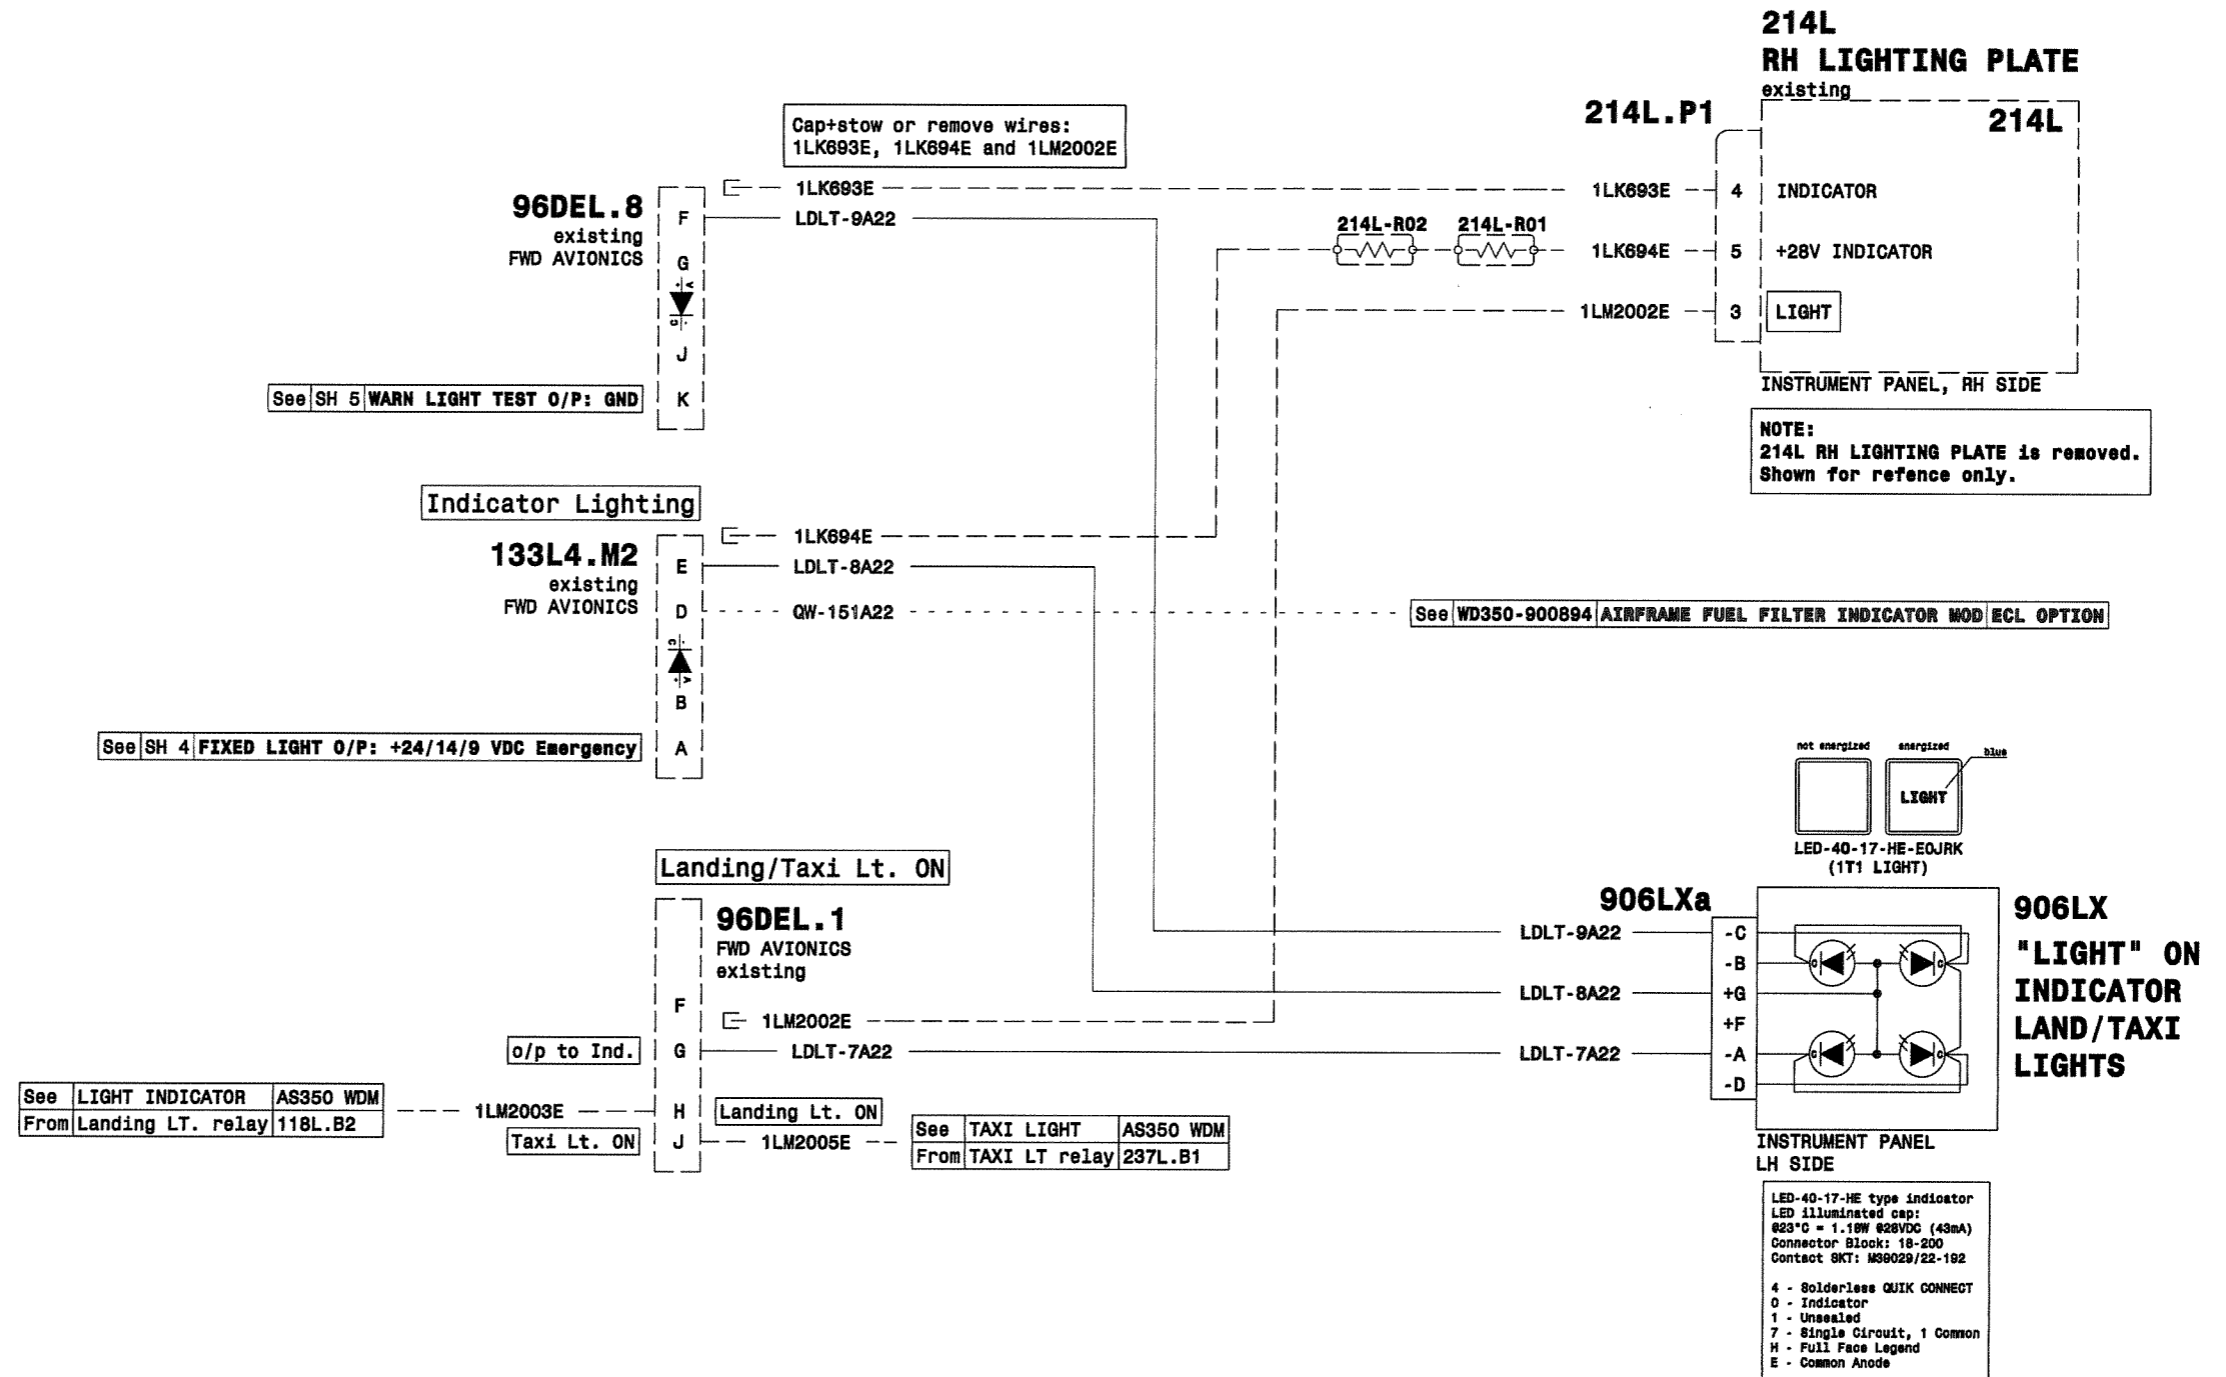 214L
RH LIGHTING PLATE
existing
214L.P1
214L
Cap+stow or remove wires:
1LK693E, 1LK694E and 1LM2002E
96DEL.8
existing
FWD AVIONICS
F
G
A
C
J
K
1LK693E
1LK693E
4
INDICATOR
LDLT-9A22
214L-R02
214L-R01
1LK694E
5
+28V INDICATOR
1LM2002E
3
LIGHT
INSTRUMENT PANEL, RH SIDE
See SH 5 WARN LIGHT TEST O/P: GND
NOTE:
214L RH LIGHTING PLATE is removed.
Shown for refence only.
Indicator Lighting
133L4.M2
existing
FWD AVIONICS
E
D
C
A
B
A
1LK694E
LDLT-8A22
QW-151A22
See WD350-900894 AIRFRAME FUEL FILTER INDICATOR MOD ECL OPTION
See SH 4 FIXED LIGHT O/P: +24/14/9 VDC Emergency
not energized
energized
blue
LIGHT
LED-40-17-HE-EOJRK
(1T1 LIGHT)
Landing/Taxi Lt. ON
96DEL.1
FWD AVIONICS
existing
F
G
H
J
1LM2002E
o/p to Ind.
LDLT-7A22
See LIGHT INDICATOR AS350 WDM
From Landing LT. relay 118L.B2
1LM2003E
Landing Lt. ON
Taxi Lt. ON
1LM2005E
See TAXI LIGHT AS350 WDM
From TAXI LT relay 237L.B1
906LXa
LDLT-9A22
-C
-B
LDLT-8A22
+G
+F
LDLT-7A22
-A
-D
C
C
C
C
906LX
"LIGHT" ON
INDICATOR
LAND/TAXI
LIGHTS
INSTRUMENT PANEL
LH SIDE
LED-40-17-HE type indicator
LED illuminated cap:
@23°C = 1.19W @28VDC (43mA)
Connector Block: 18-200
Contact SKT: M39029/22-192
4 - Solderless QUIK CONNECT
0 - Indicator
1 - Unsealed
7 - Single Circuit, 1 Common
H - Full Face Legend
E - Common Anode